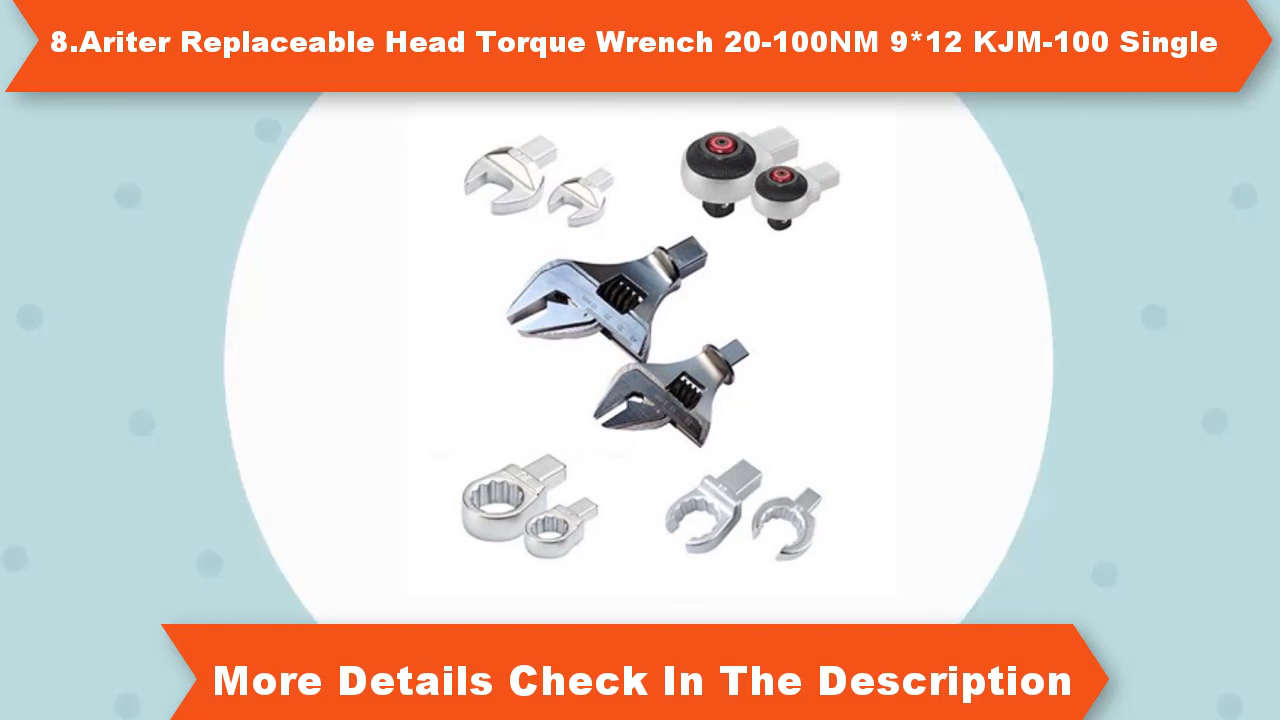 8.Ariter Replaceable Head Torque Wrench 20-100NM 9*12 KJM-100 Single
More Details Check In The Description